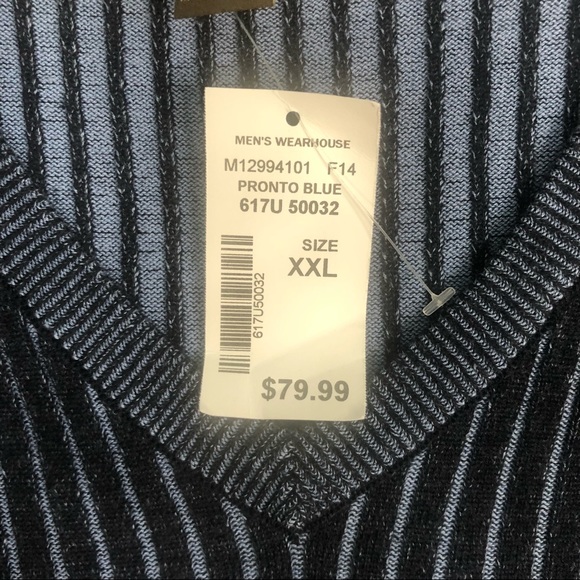 MEN'S WEARHOUSE
M12994101 F14
PRONTO BLUE
617U 50032
SIZE
XXL
617U50032
$79.99